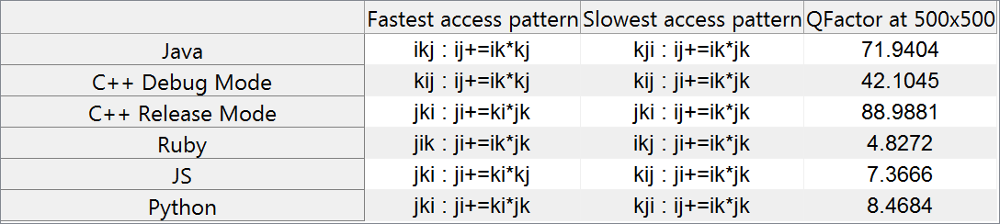 Fastest access pattern Slowest access pattern QFactor at 500x500
Java ikj : ij+=ik*kj kji : ij+=ik*jk 71.9404
C++ Debug Mode kij : ij+=ik*kj kij : ji+=ik*jk 42.1045
C++ Release Mode jki : ij+=ki*jk jki : ij+=ik*jk 88.9881
Ruby jik : ji+=ik*jk ikj : ji+=ik*jk 4.8272
JS jki : ji+=ki*kj kij : ji+=ik*jk 7.3666
Python jki : ji+=ki*jk kji : ij+=ik*jk 8.4684